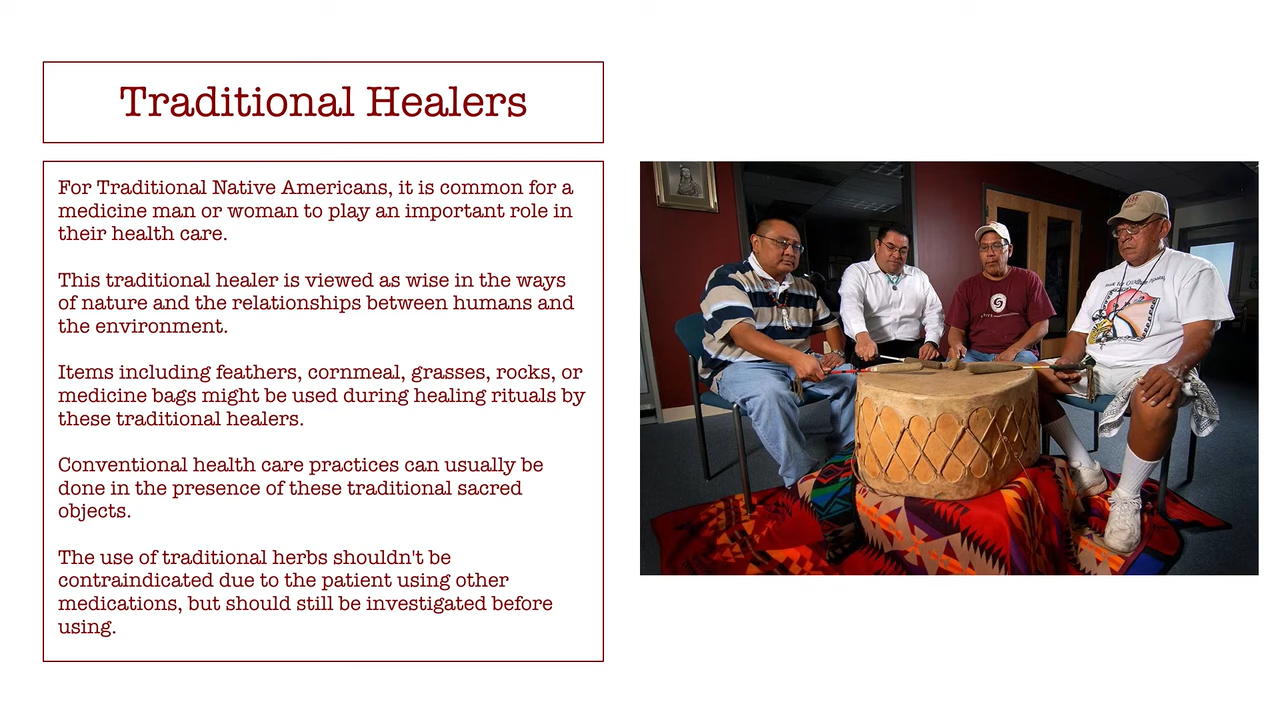 Traditional Healers
For Traditional Native Americans, it is common for a
medicine man or woman to play an important role in
their health care.
This traditional healer is viewed as wise in the ways
of nature and the relationships between humans and
the environment.
Items including feathers, cornmeal, grasses, rocks, or
medicine bags might be used during healing rituals by
these traditional healers.
Conventional health care practices can usually be
done in the presence of these traditional sacred
objects.
The use of traditional herbs shouldn't be
contraindicated due to the patient using other
medications, but should still be investigated before
using.